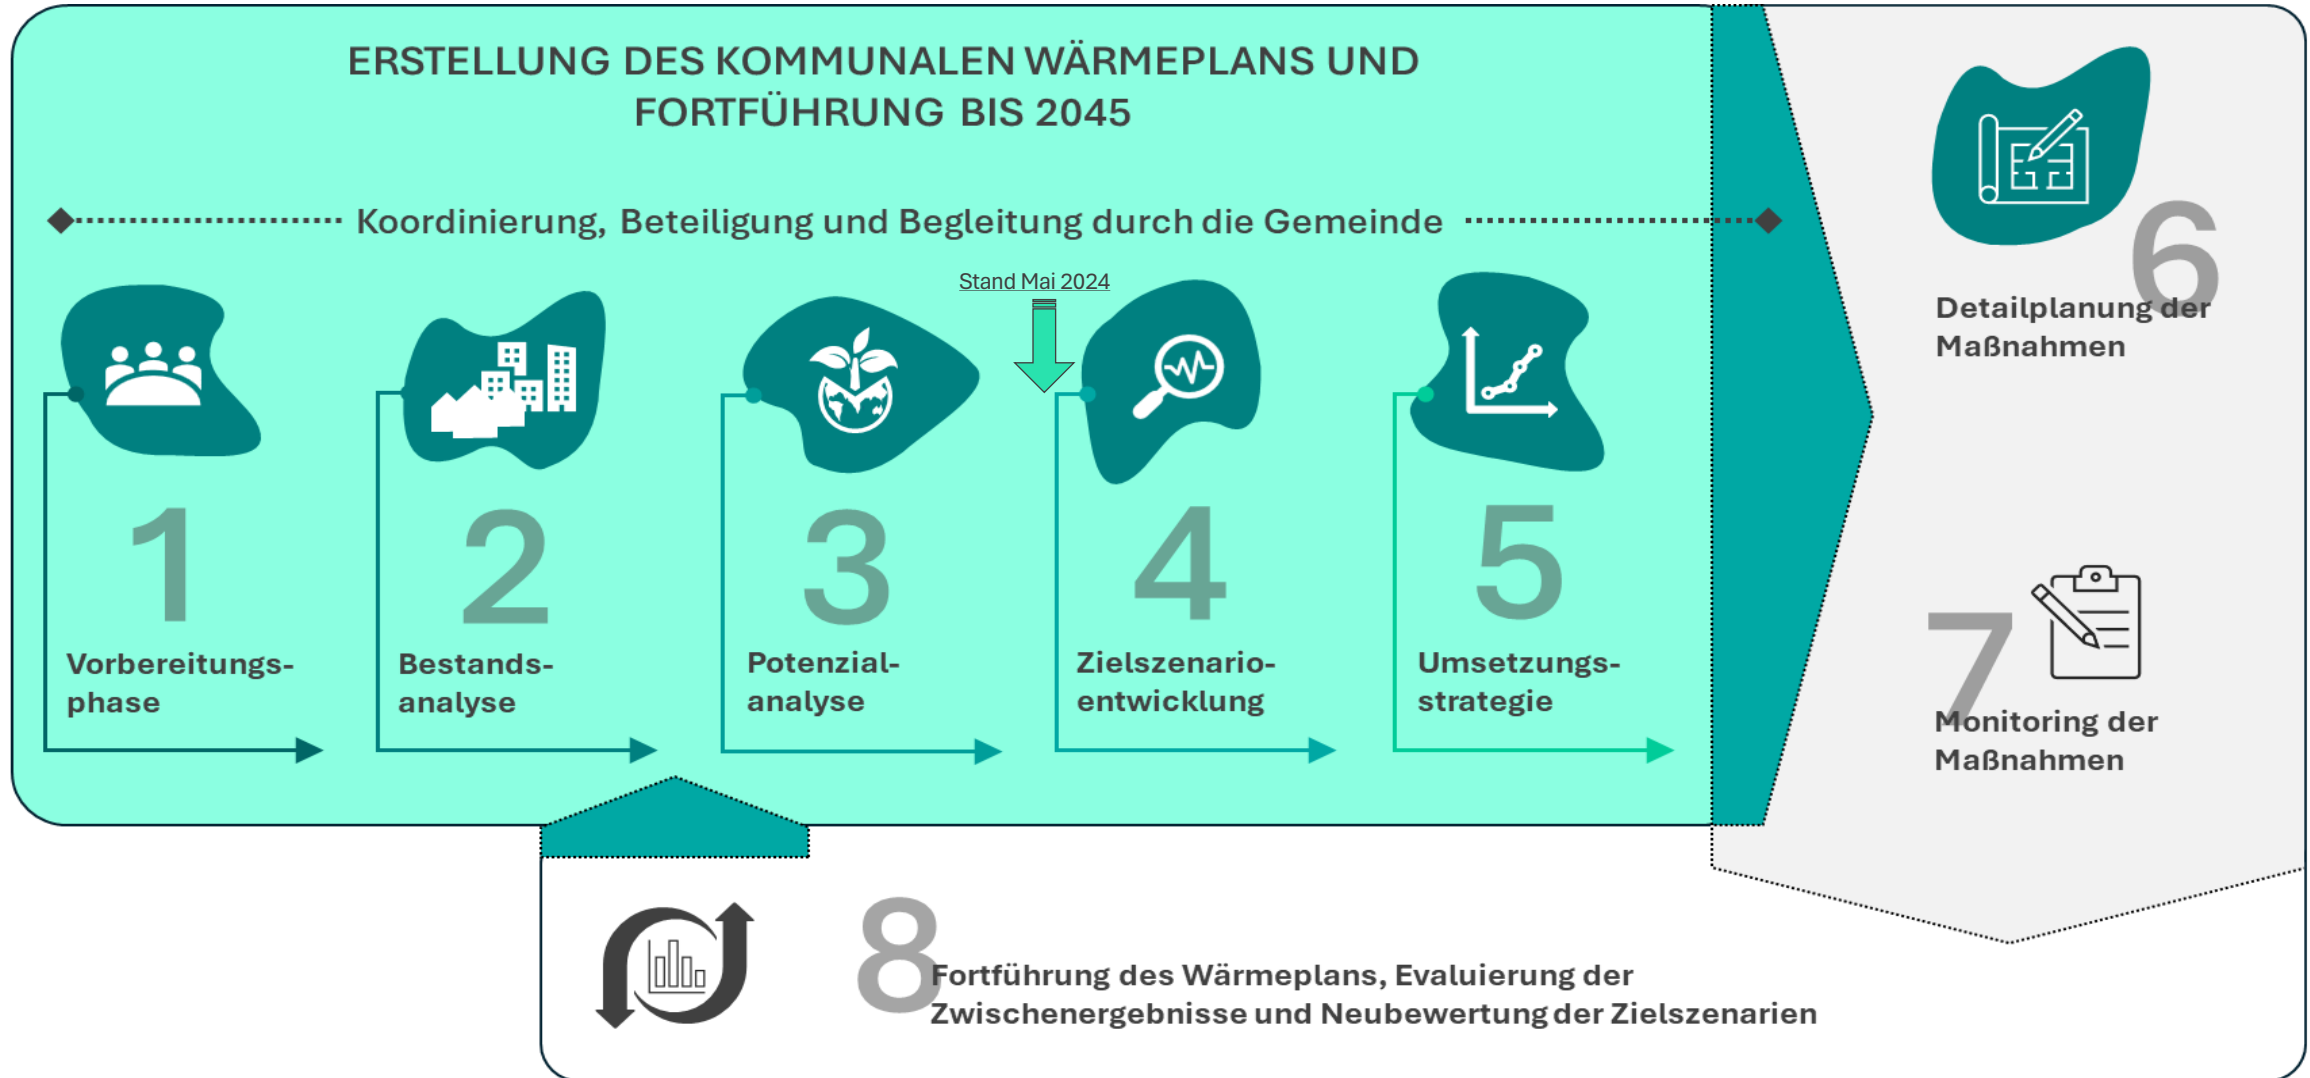 ERSTELLUNG DES KOMMUNALEN WÄRMEPLANS UND
FORTFÜHRUNG BIS 2045
Koordinierung, Beteiligung und Begleitung durch die Gemeinde
Stand Mai 2024
1
Vorbereitungs-
phase
2
Bestands-
analyse
3
Potenzial-
analyse
4
Zielszenario-
entwicklung
5
Umsetzungs-
strategie
6
Detailplanung der
Maßnahmen
7
Monitoring der
Maßnahmen
8
Fortführung des Wärmeplans, Evaluierung der
Zwischenergebnisse und Neubewertung der Zielszenarien